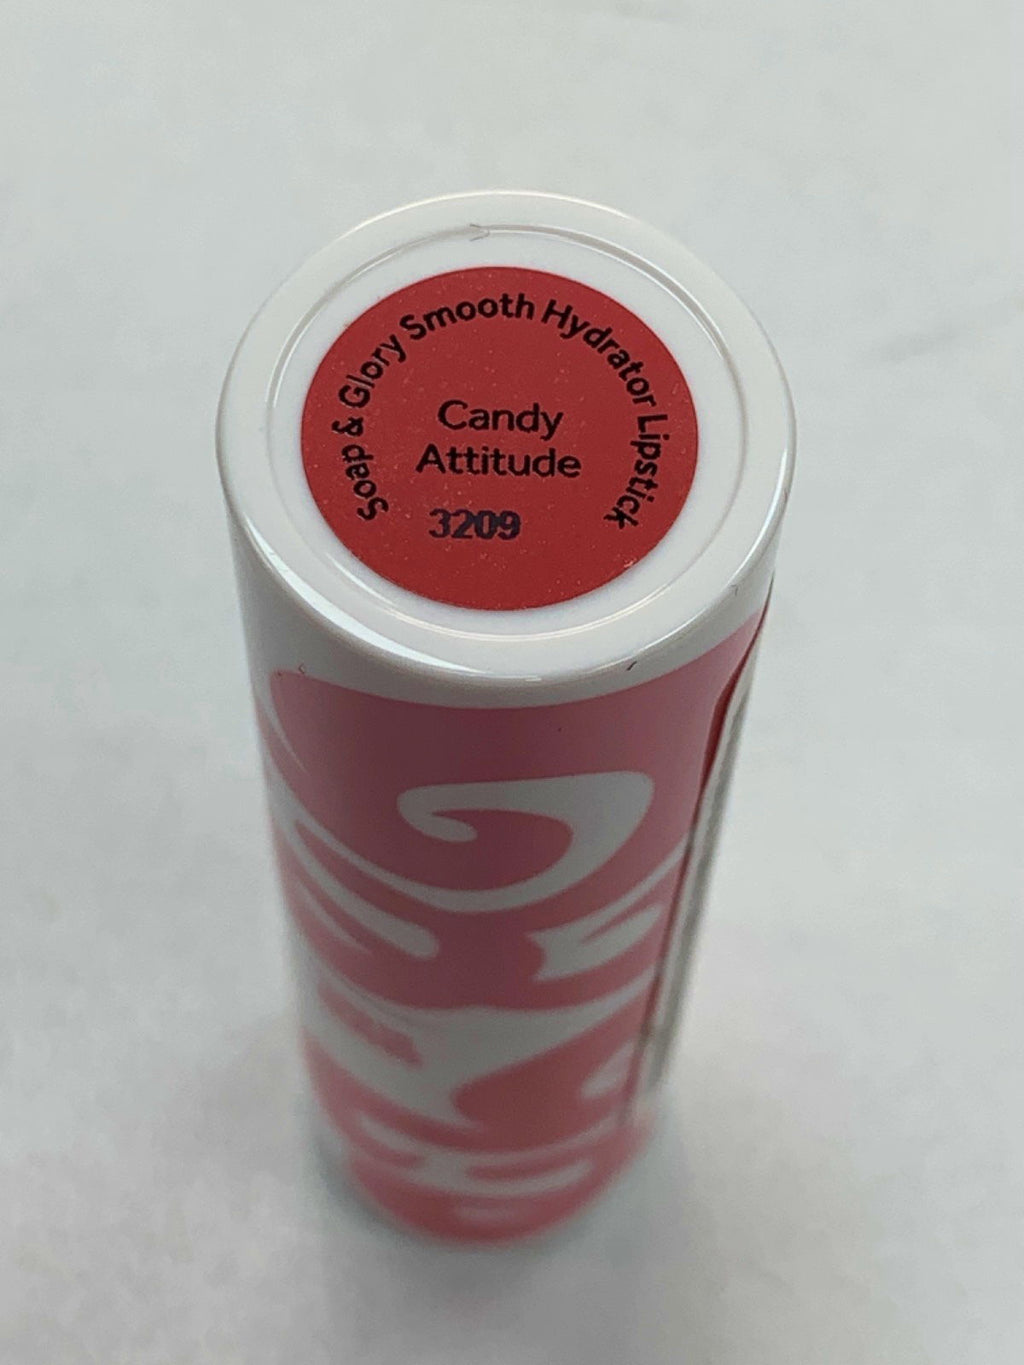 Soap & Glory Smooth Hydrator Lipstick
Candy
Attitude
3209